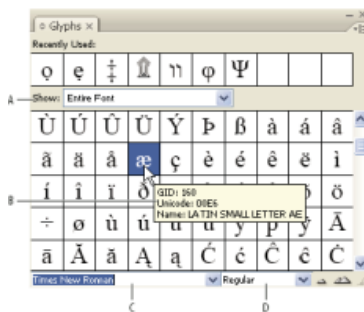 Glyphs ×
Recently Used:
ǫ ę ‡ װ φ Ψ
A
Show: Entire Font
Ù Ú Û Ü Ý Þ ß à á â
ã ä å æ ç è é ê ë ì
í î ï ð
B
GID: 160
Unicode: 00E6
Name: LATIN SMALL LETTER AE
ö
÷ ø ù ú û ü ý þ ÿ Ā
ā Ă ă Ą ą Ć ć Ĉ ĉ Ċ
Times New Roman Regular
C D